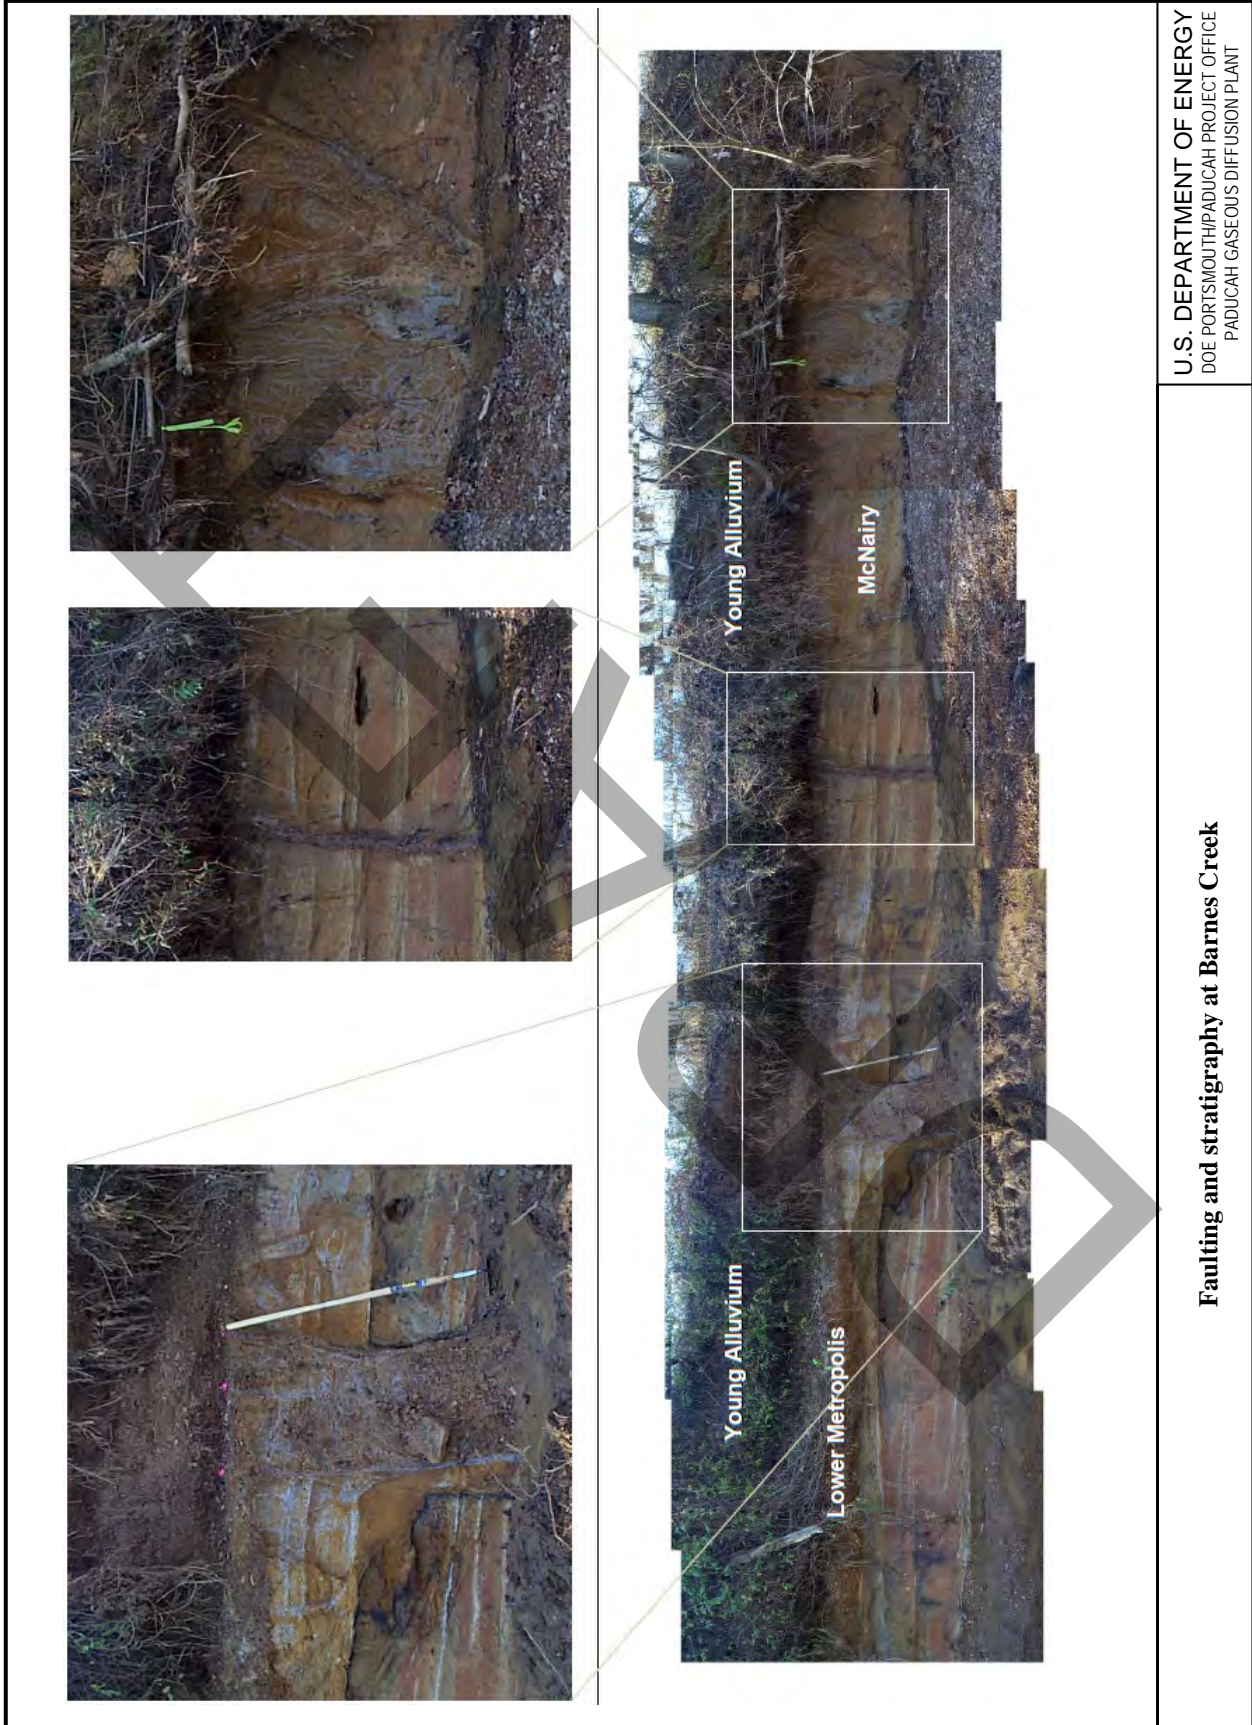 Young Alluvium
Young Alluvium
Lower Metropolis
McNairy
DRAFT
Faulting and stratigraphy at Barnes Creek
U.S. DEPARTMENT OF ENERGY
DOE PORTSMOUTH/PADUCAH PROJECT OFFICE
PADUCAH GASEOUS DIFFUSION PLANT